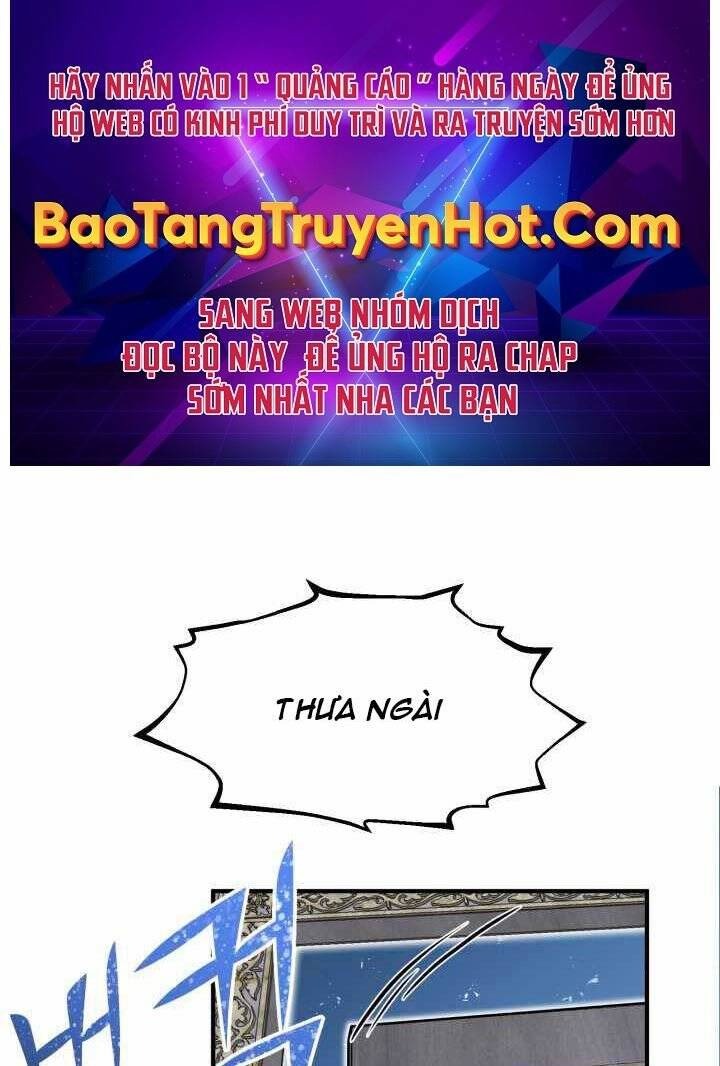 HÃY NHẤN VÀO 1 “ QUẢNG CÁO ” HÀNG NGÀY ĐỂ ỦNG
HỘ WEB CÓ KINH PHÍ DUY TRÌ VÀ RA TRUYỆN SỚM HƠN
BaoTangTruyenHot.Com
SANG WEB NHÓM DỊCH
ĐỌC BỘ NÀY ĐỂ ỦNG HỘ RA CHAP
SỚM NHẤT NHA CÁC BẠN
THƯA NGÀI